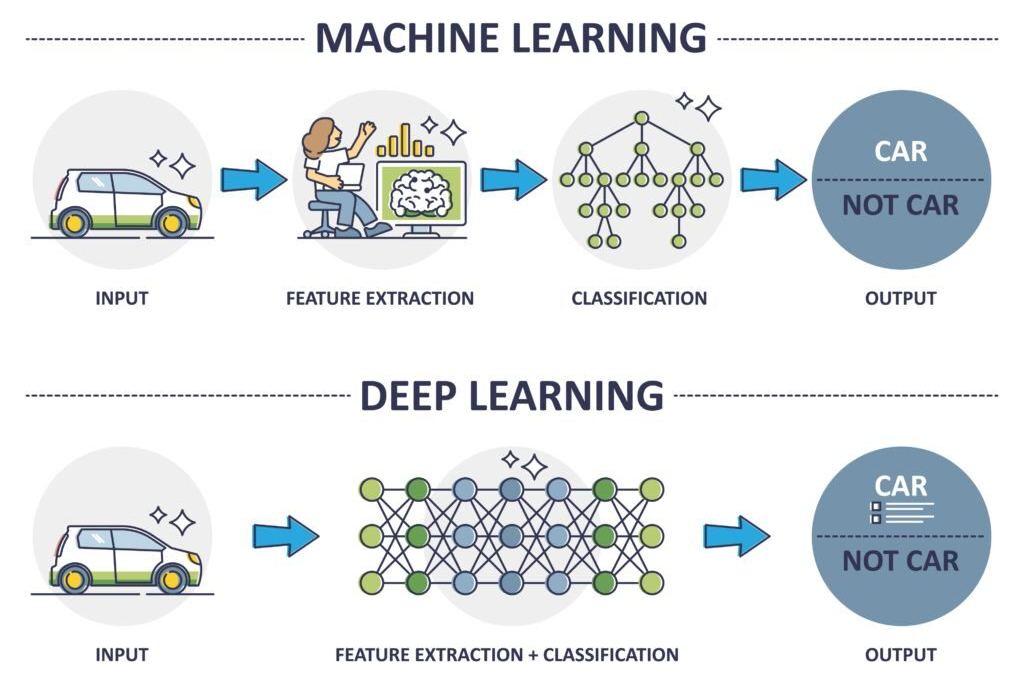 MACHINE LEARNING
CAR
NOT CAR
INPUT
FEATURE EXTRACTION
CLASSIFICATION
OUTPUT
DEEP LEARNING
CAR
NOT CAR
INPUT
FEATURE EXTRACTION + CLASSIFICATION
OUTPUT